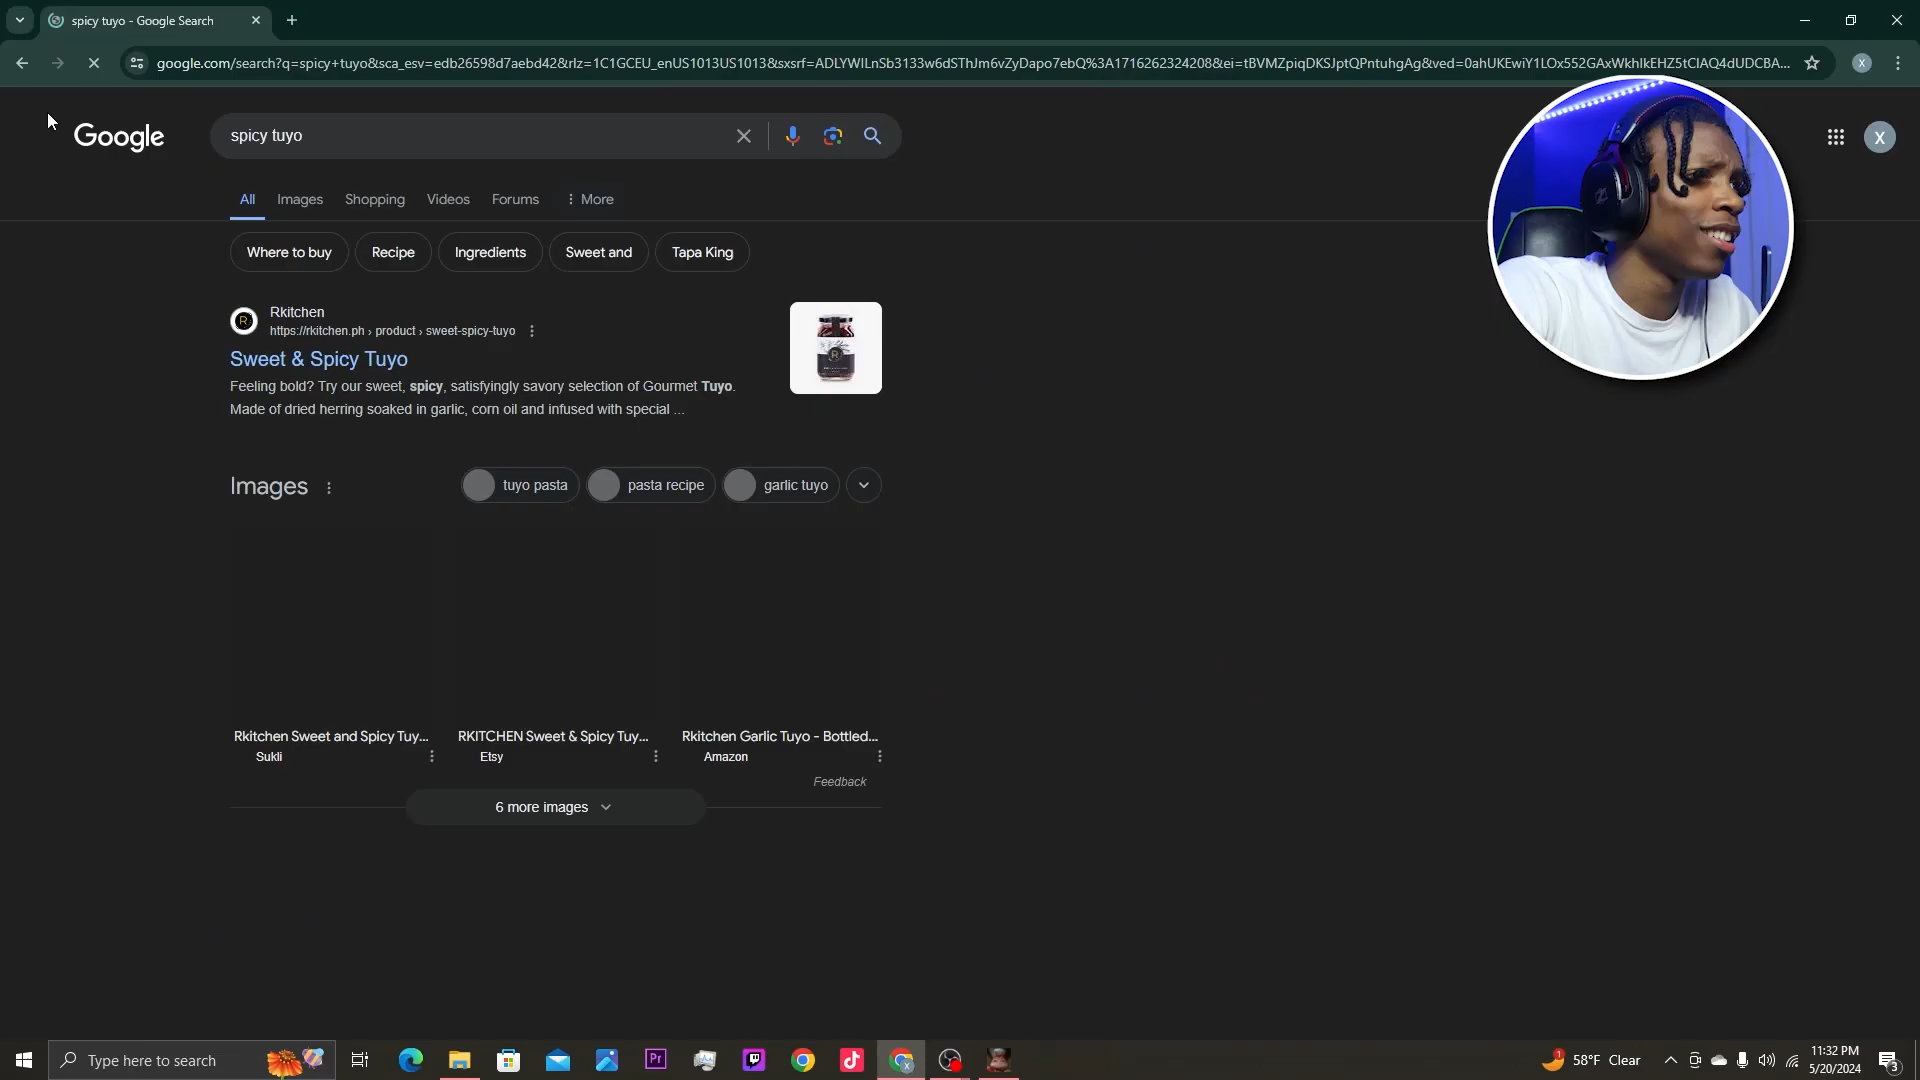 spicy tuyo - Google Search
google.com/search?q=spicy+tuyo&sca_esv=edb26598d7aebd42&rlz=1C1GCEU_enUS1013US1013&sxsrf=ADLYWILnSb3133w6dSThJm6vZyDapo7ebQ%3A1716262324208&ei=tBVMZpiqDKSJptQPntuhgAg&ved=0ahUKEwiY1LOx552GAxWkhIkEHZ5tCIAQ4dUDCBA...
X
Google
spicy tuyo
X
All Images Shopping Videos Forums More
Where to buy Recipe Ingredients Sweet and Tapa King
R
Rkitchen
https://rkitchen.ph › product › sweet-spicy-tuyo
Sweet & Spicy Tuyo
Feeling bold? Try our sweet, spicy, satisfyingly savory selection of Gourmet Tuyo.
Made of dried herring soaked in garlic, corn oil and infused with special ...
Images tuyo pasta pasta recipe garlic tuyo
Rkitchen Sweet and Spicy Tuy... RKITCHEN Sweet & Spicy Tuy... Rkitchen Garlic Tuyo - Bottled...
Sukli Etsy Amazon
Feedback
6 more images
Type here to search
Pr
1
58°F Clear
11:32 PM
5/20/2024
3